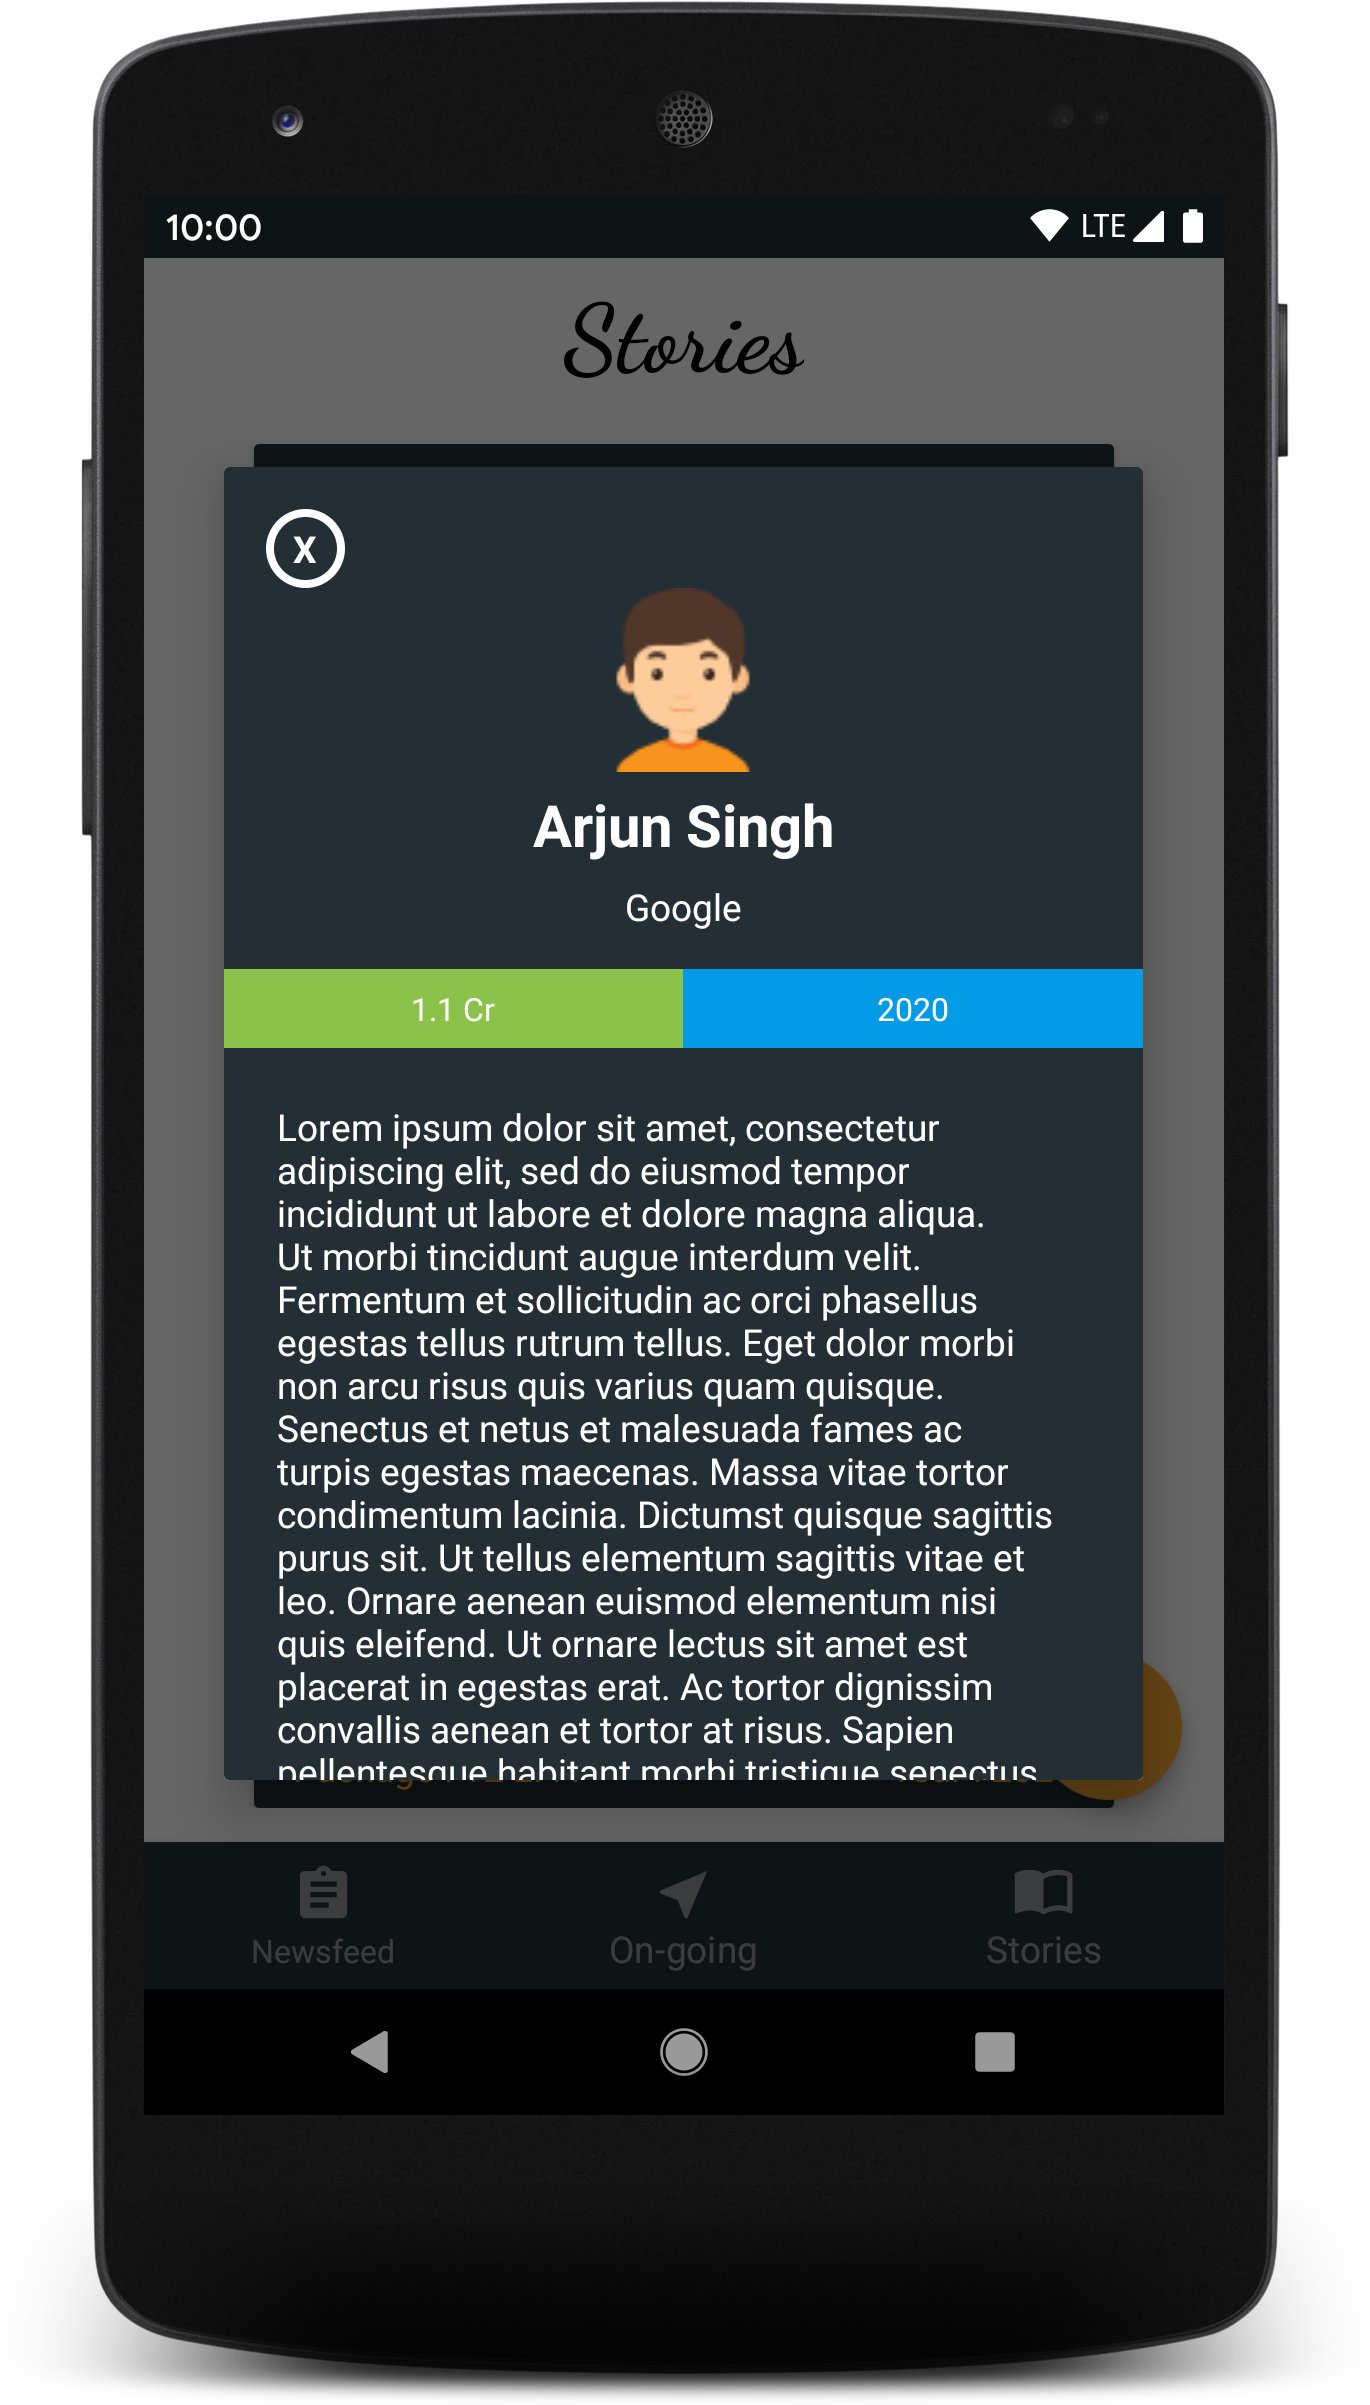 10:00 LTE
Stories
X
Arjun Singh
Google
1.1 Cr 2020
Lorem ipsum dolor sit amet, consectetur
adipiscing elit, sed do eiusmod tempor
incididunt ut labore et dolore magna aliqua.
Ut morbi tincidunt augue interdum velit.
Fermentum et sollicitudin ac orci phasellus
egestas tellus rutrum tellus. Eget dolor morbi
non arcu risus quis varius quam quisque.
Senectus et netus et malesuada fames ac
turpis egestas maecenas. Massa vitae tortor
condimentum lacinia. Dictumst quisque sagittis
purus sit. Ut tellus elementum sagittis vitae et
leo. Ornare aenean euismod elementum nisi
quis eleifend. Ut ornare lectus sit amet est
placerat in egestas erat. Ac tortor dignissim
convallis aenean et tortor at risus. Sapien
pellentesque habitant morbi tristique senectus
Newsfeed On-going Stories